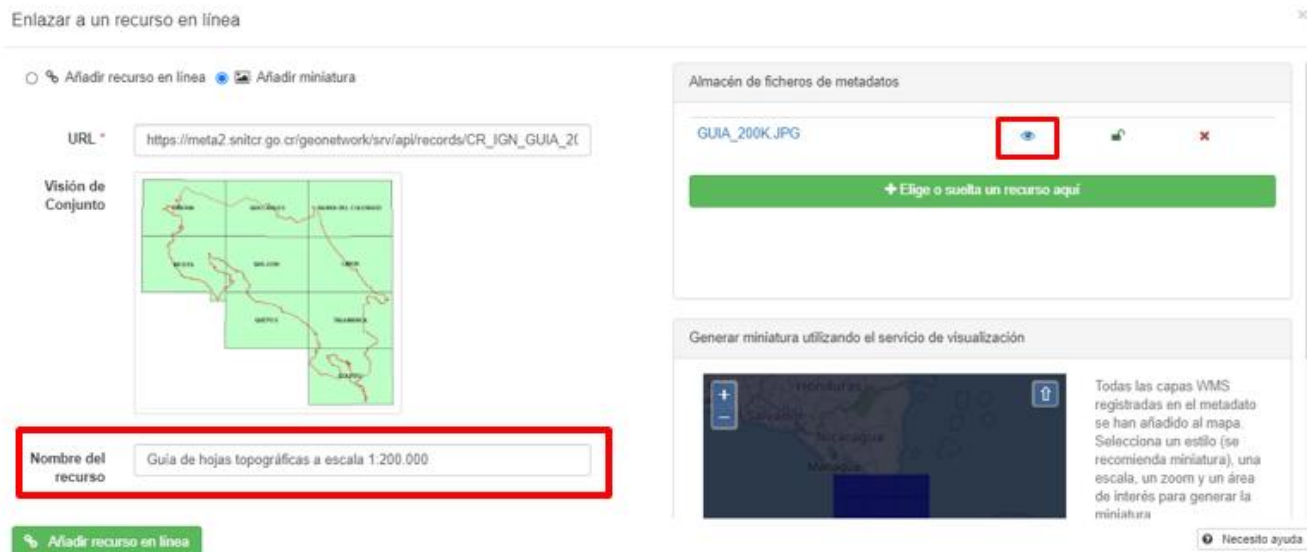 Enlazar a un recurso en línea
×
Añadir recurso en línea Añadir miniatura
URL *
https://meta2.snitcr.go.cr/geonetwork/srv/api/records/CR_IGN_GUIA_20
Visión de
Conjunto
Nombre del
recurso
Guia de hojas topográficas a escala 1:200.000
Añadir recurso en línea
Almacén de ficheros de metadatos
GUIA_200K.JPG
+ Elige o suelta un recurso aquí
Generar miniatura utilizando el servicio de visualización
+
−
Honduras
Nicaragua
Managua
Todas las capas WMS
registradas en el metadato
se han añadido al mapa.
Selecciona un estilo (se
recomienda miniatura), una
escala, un zoom y un área
de interés para generar la
miniatura
Necesito ayuda